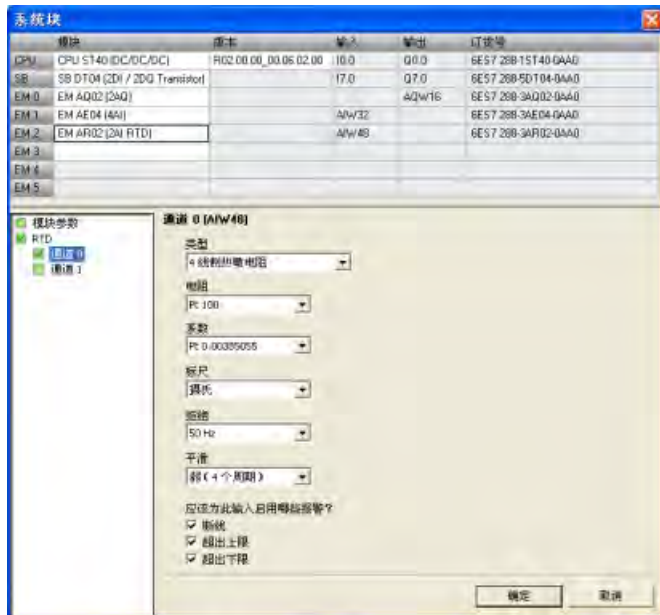 系统块
模块 版本 输入 输出 订货号
CPU CPU ST40 (DC/DC/DC) R02.00.00_00.06.02.00 I0.0 Q0.0 6ES7 288-1ST40-0AA0
SB SB DT04 (2DI / 2DQ Transistor) I7.0 Q7.0 6ES7 288-5DT04-0AA0
EM 0 EM AQ02 (2AQ) AQW16 6ES7 288-3AQ02-0AA0
EM 1 EM AE04 (4AI) AIW32 6ES7 288-3AE04-0AA0
EM 2 EM AR02 (2AI RTD) AIW48 6ES7 288-3AR02-0AA0
EM 3
EM 4
EM 5
模块参数
RTD
通道 0
通道 1
通道 0 (AIW48)
类型
4 线制热敏电阻
电阻
Pt 100
系数
Pt 0.00385055
标尺
摄氏
抑制
50 Hz
平滑
弱 (4 个周期)
应该为此输入启用哪些报警?
断线
超出上限
超出下限
确定 取消